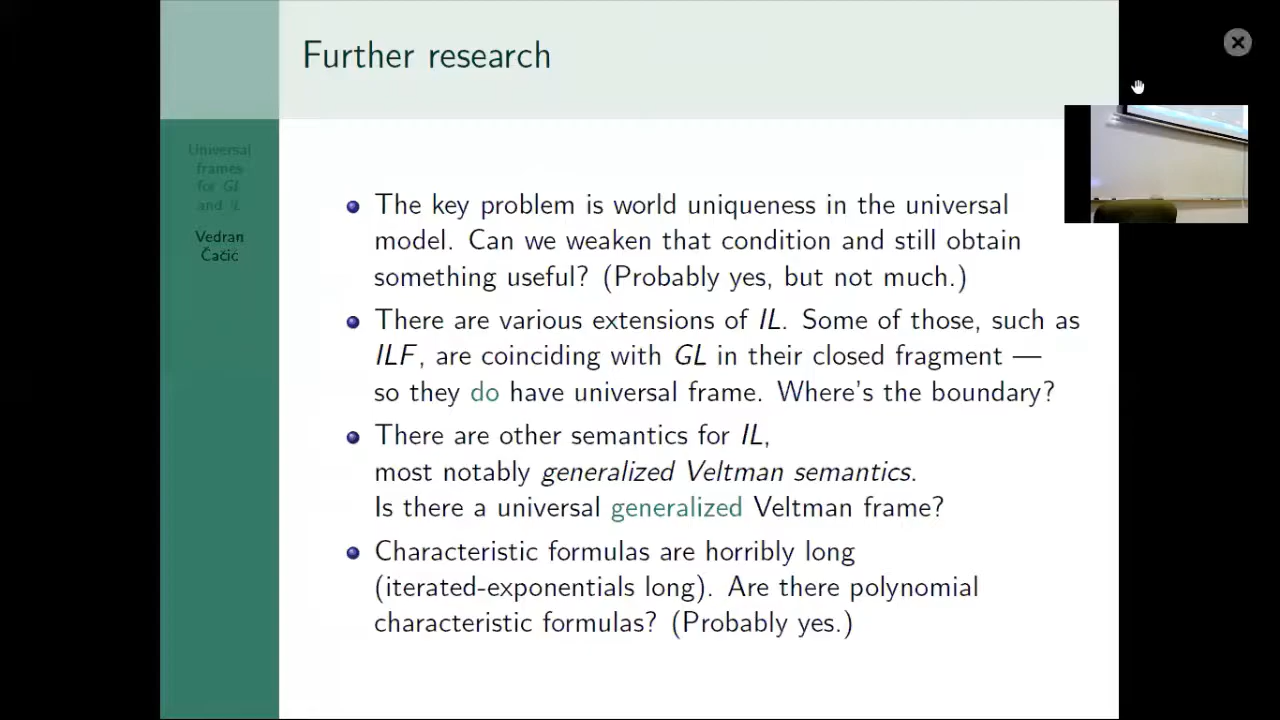 Further research
Universal
frames
for GL
and IL
Vedran
Čačić
The key problem is world uniqueness in the universal
model. Can we weaken that condition and still obtain
something useful? (Probably yes, but not much.)
There are various extensions of IL. Some of those, such as
ILF, are coinciding with GL in their closed fragment —
so they do have universal frame. Where's the boundary?
There are other semantics for IL,
most notably generalized Veltman semantics.
Is there a universal generalized Veltman frame?
Characteristic formulas are horribly long
(iterated-exponentials long). Are there polynomial
characteristic formulas? (Probably yes.)